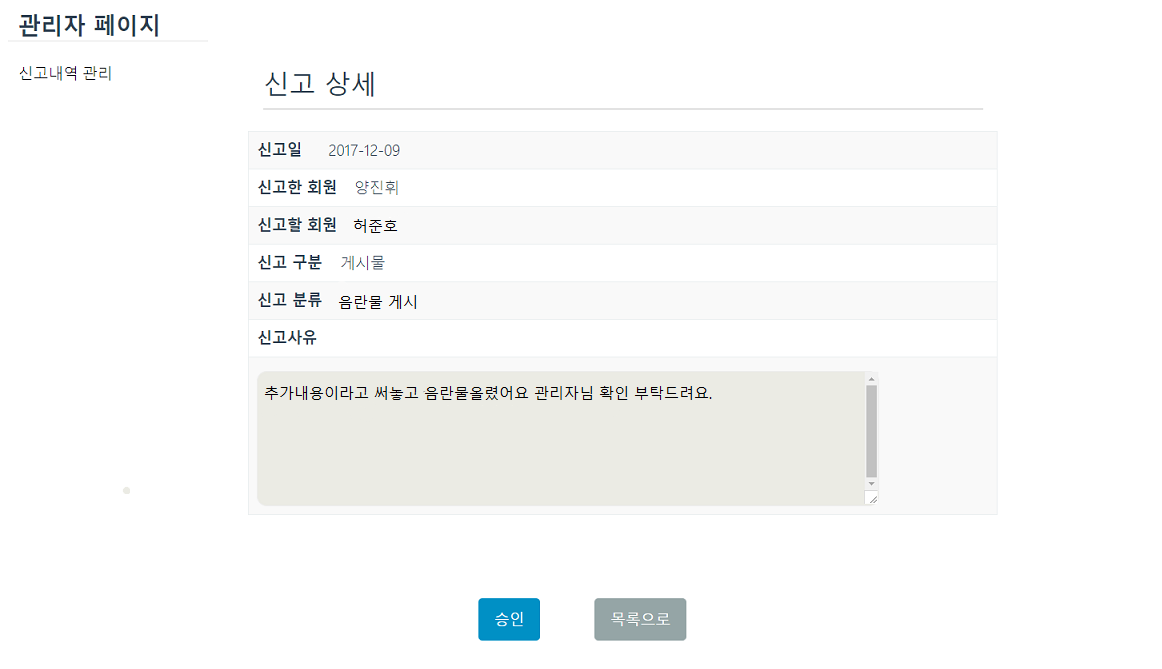 관리자 페이지
신고내역 관리
신고 상세
신고일 2017-12-09
신고한 회원 양진휘
신고할 회원 허준호
신고 구분 게시물
신고 분류 음란물 게시
신고사유
추가내용이라고 써놓고 음란물올렸어요 관리자님 확인 부탁드려요.
승인 목록으로